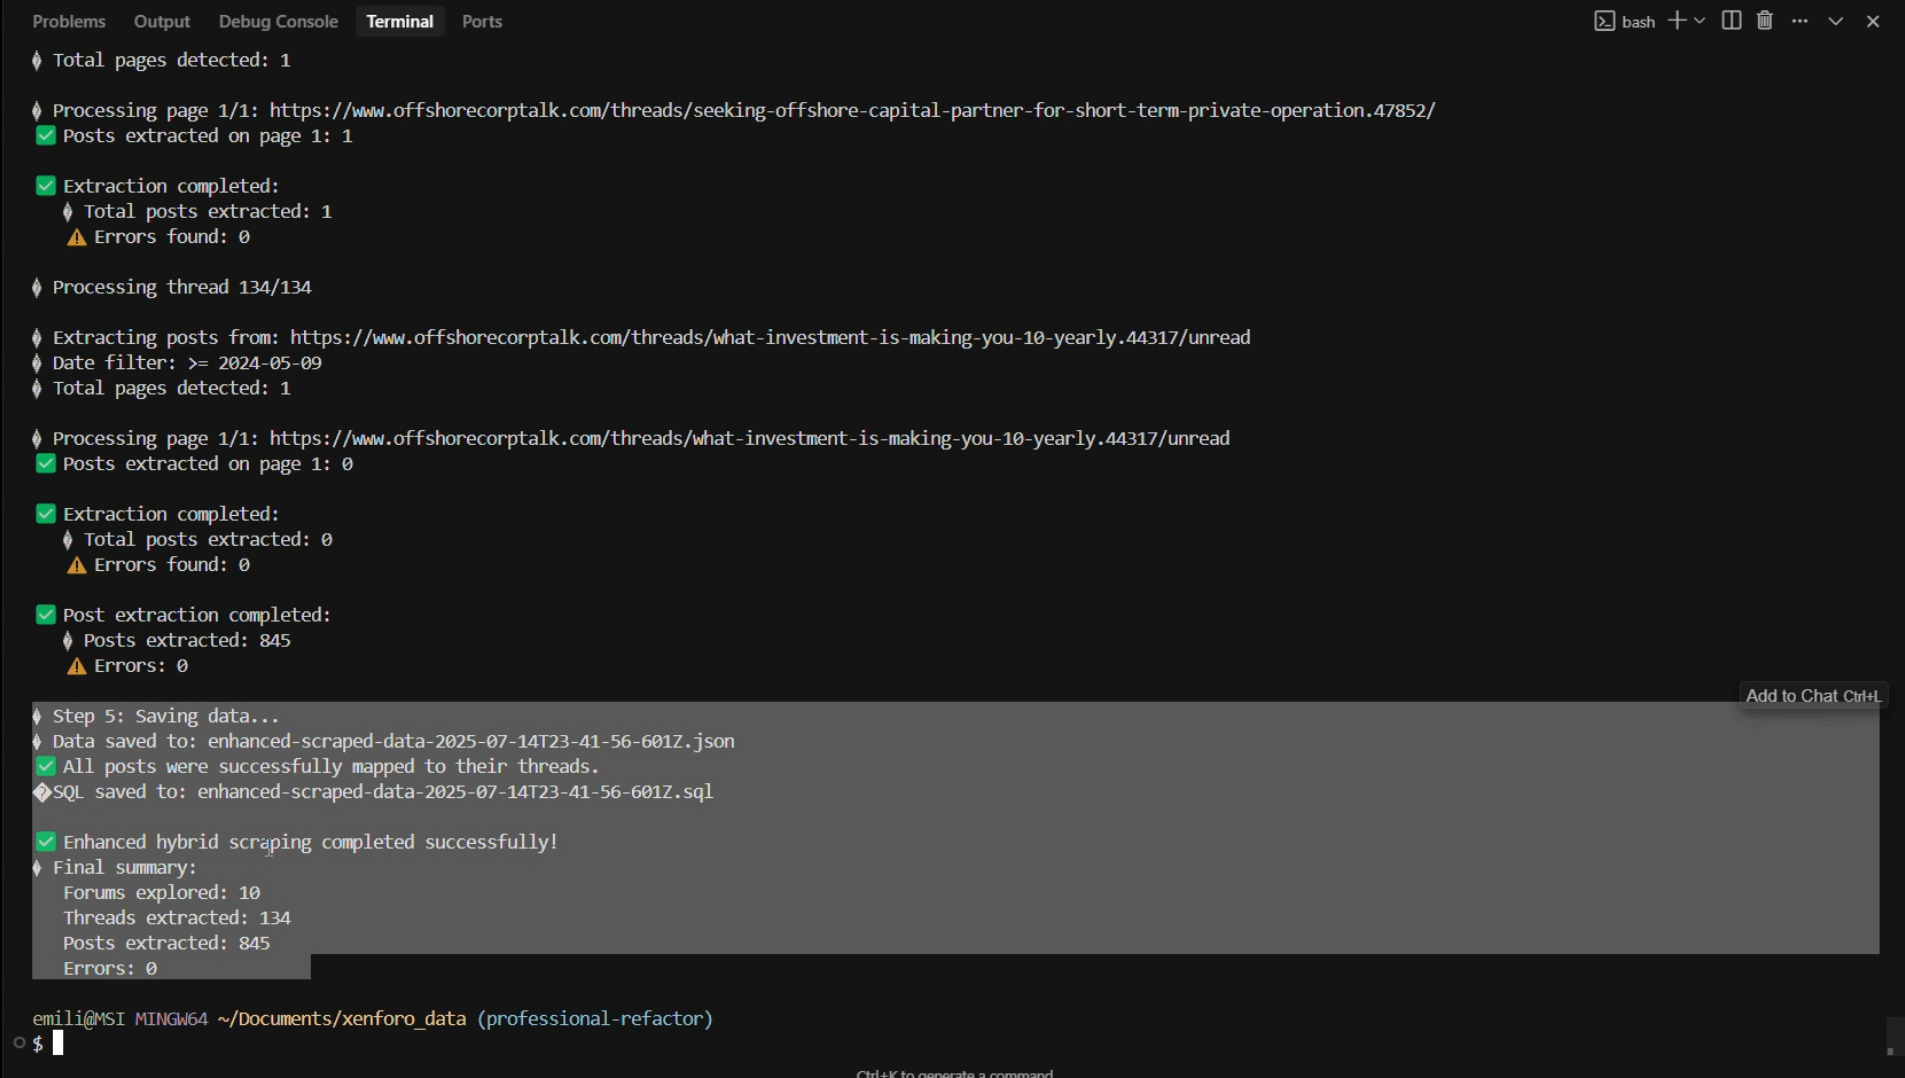 Problems Output Debug Console Terminal Ports bash
Total pages detected: 1
Processing page 1/1: https://www.offshorecorptalk.com/threads/seeking-offshore-capital-partner-for-short-term-private-operation.47852/
Posts extracted on page 1: 1
Extraction completed:
Total posts extracted: 1
Errors found: 0
Processing thread 134/134
Extracting posts from: https://www.offshorecorptalk.com/threads/what-investment-is-making-you-10-yearly.44317/unread
Date filter: >= 2024-05-09
Total pages detected: 1
Processing page 1/1: https://www.offshorecorptalk.com/threads/what-investment-is-making-you-10-yearly.44317/unread
Posts extracted on page 1: 0
Extraction completed:
Total posts extracted: 0
Errors found: 0
Post extraction completed:
Posts extracted: 845
Errors: 0
Add to Chat Ctrl+L
Step 5: Saving data...
Data saved to: enhanced-scraped-data-2025-07-14T23-41-56-601Z.json
All posts were successfully mapped to their threads.
SQL saved to: enhanced-scraped-data-2025-07-14T23-41-56-601Z.sql
Enhanced hybrid scraping completed successfully!
Final summary:
Forums explored: 10
Threads extracted: 134
Posts extracted: 845
Errors: 0
emili@MSI MINGW64 ~/Documents/xenforo_data (professional-refactor)
$
Ctrl+K to generate a command